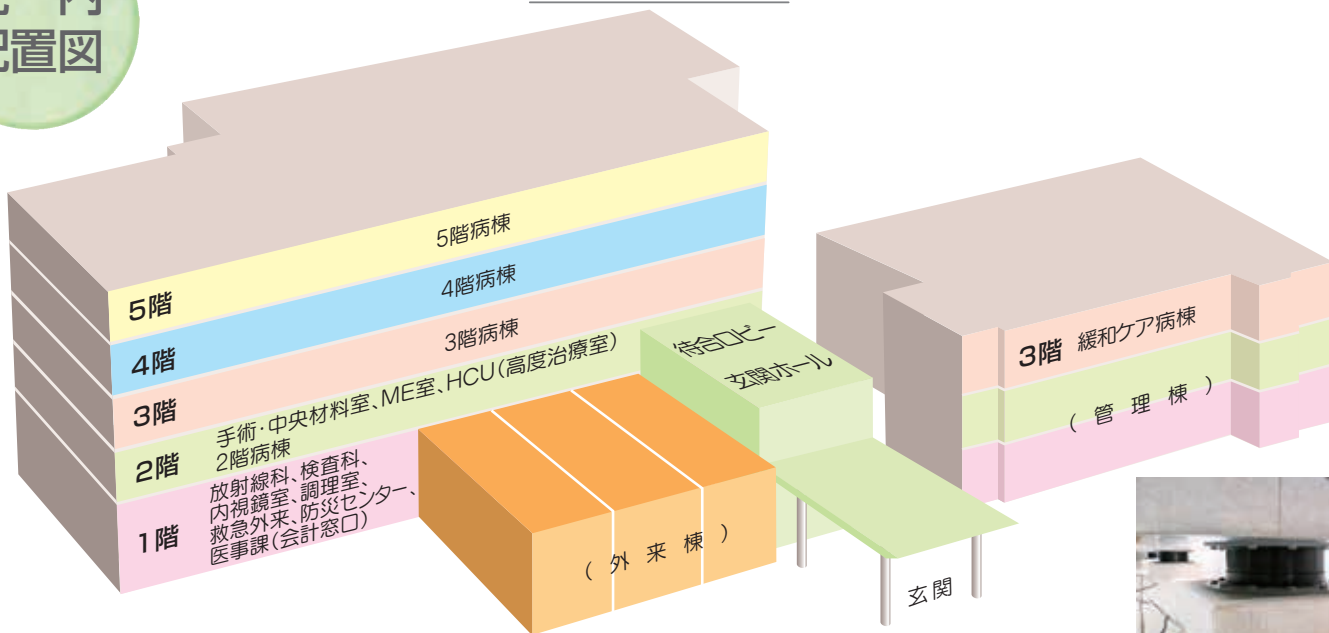 内
配置図
5階 5階病棟
4階 4階病棟
3階 3階病棟
2階 手術・中央材料室、ME室、HCU(高度治療室)
2階病棟
1階 放射線科、検査科、
内視鏡室、調理室、
救急外来、防災センター、
医事課(会計窓口)
待合ロビー
玄関ホール
(外来棟)
玄関
3階 緩和ケア病棟
(管理棟)